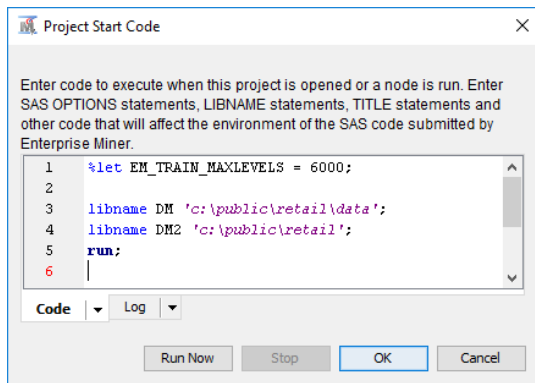 Project Start Code
Enter code to execute when this project is opened or a node is run. Enter
SAS OPTIONS statements, LIBNAME statements, TITLE statements and
other code that will affect the environment of the SAS code submitted by
Enterprise Miner.
1 %let EM_TRAIN_MAXLEVELS = 6000;
2
3 libname DM 'c:\public\retail\data';
4 libname DM2 'c:\public\retail';
5 run;
6
Code Log
Run Now Stop OK Cancel